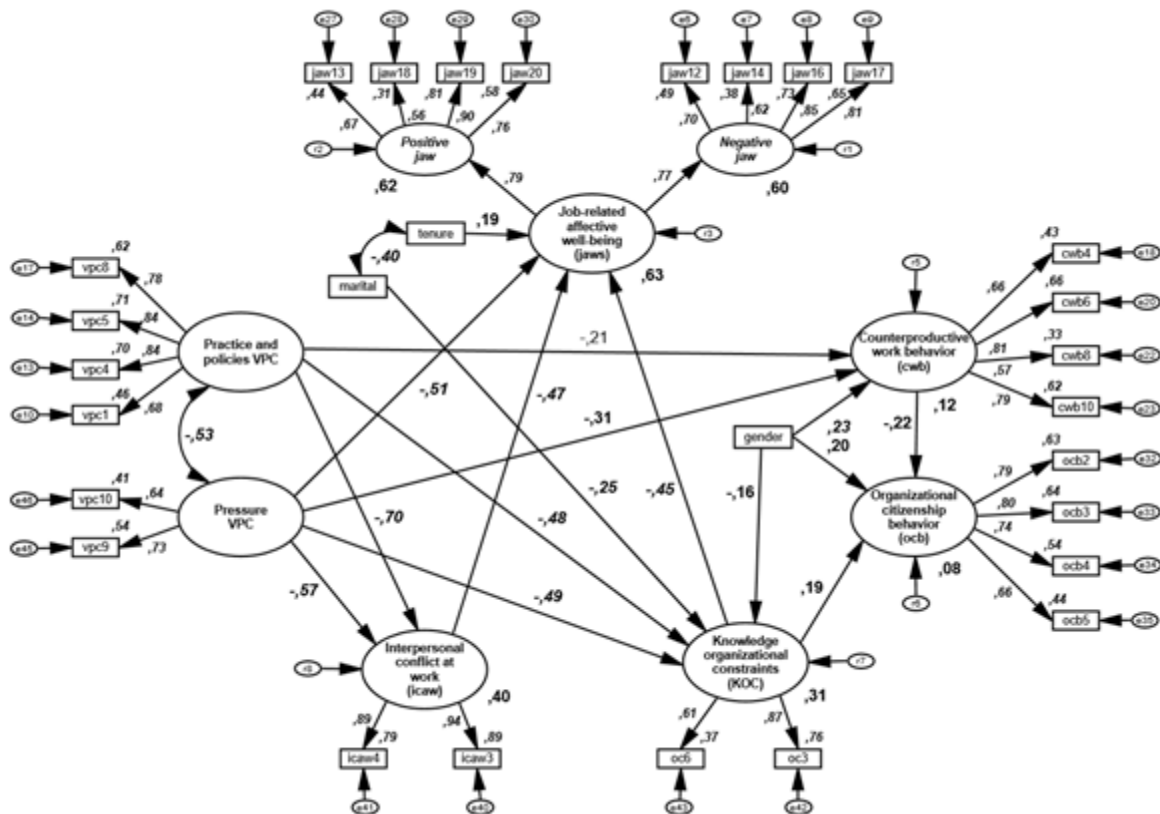 e27 e28 e29 e30
e6 e7 e8 e9
jaw13 jaw18 jaw19 jaw20
jaw12 jaw14 jaw16 jaw17
,44 ,31 ,81 ,58
,49 ,38 ,73 ,65
,67 ,56 ,90 ,76
,70 ,62 ,85 ,81
r2
Positive
jaw
Negative
jaw
r1
,62
,60
,79
,77
tenure
,19
Job-related
affective
well-being
(jaws)
r3
,63
-,40
marital
e17 vpc8 ,62
,78
e14 vpc5 ,71
,84
e13 vpc4 ,70
,84
e10 vpc1 ,46
,68
Practice and
policies VPC
-,53
vpc10 ,41
,64
vpc9 ,54
,73
e46
e45
Pressure
VPC
-,21
-,51
-,47
-,31
-,25
-,45
-,48
-,16
-,70
-,57
-,49
r5
Counterproductive
work behavior
(cwb)
,12
,43
cwb4
,66
,66
cwb6 e20
,81
,33
cwb8 e22
,57
,62
cwb10
,79
gender
,23
,20
-,22
Organizational
citizenship
behavior
(ocb)
,08
,63
ocb2 e32
,79
,64
ocb3 e33
,80
,54
ocb4 e34
,74
,44
ocb5 e35
,66
,19
Interpersonal
conflict at
work
(icaw)
,40
,89
,79
,94
,89
icaw4
icaw3
e41
e40
Knowledge
organizational
constraints
(KOC)
r7
,31
,61
,37
,87
,76
oc6
oc3
e43
e42